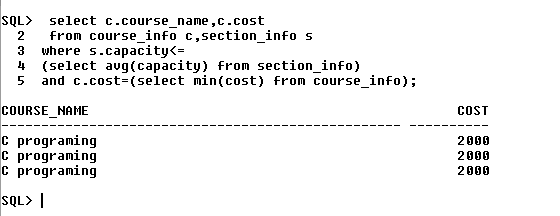 SQL>  select c.course_name,c.cost
  2   from course_info c,section_info s
  3  where s.capacity<=
  4  (select avg(capacity) from section_info)
  5  and c.cost=(select min(cost) from course_info);
COURSE_NAME                                              COST
-------------------------------------------------- ----------
C programing                                             2000
C programing                                             2000
C programing                                             2000
SQL>